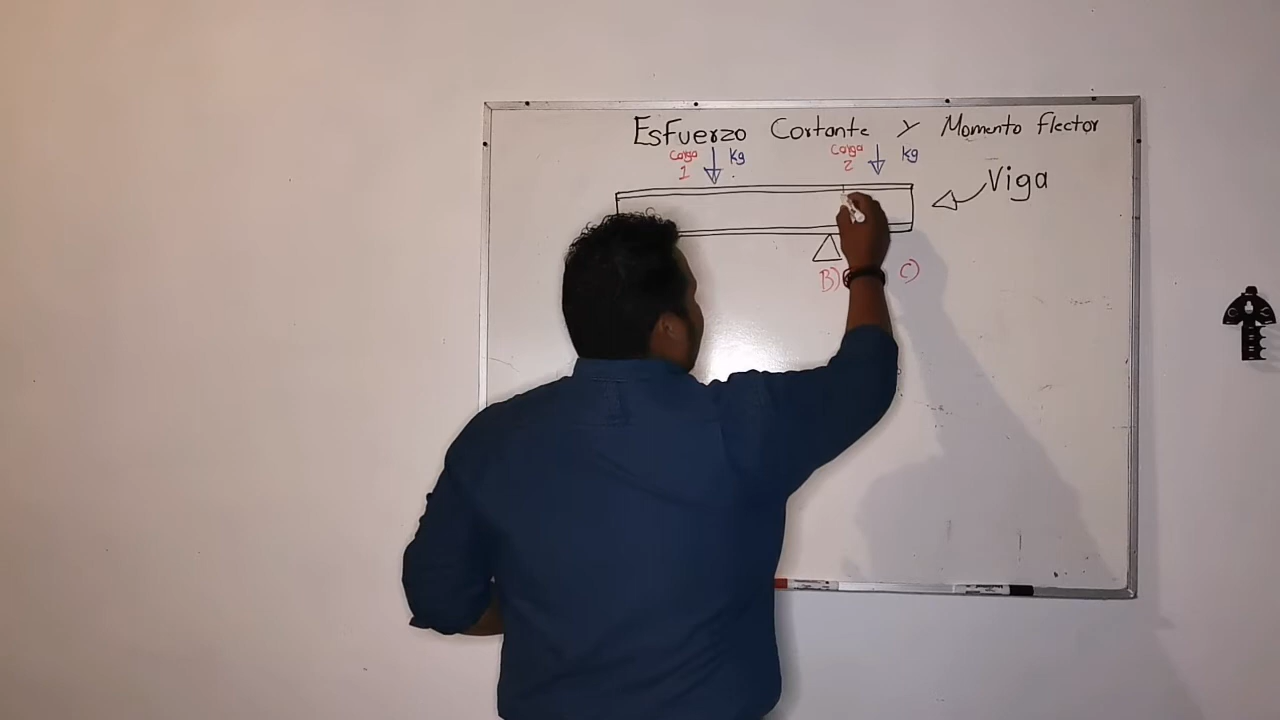 Esfuerzo Cortante y Momento flector
Carga 1 kg Carga 2 kg
Viga
B) C)